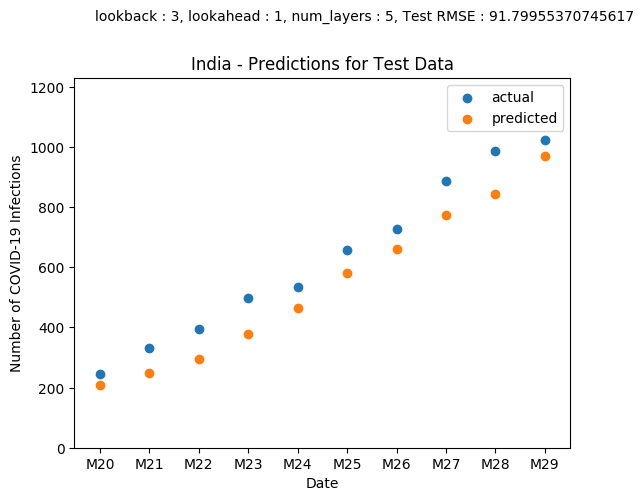 lookback : 3, lookahead : 1, num_layers : 5, Test RMSE : 91.79955370745617
India - Predictions for Test Data
actual
predicted
1200
1000
800
600
400
200
0
Number of COVID-19 Infections
M20 M21 M22 M23 M24 M25 M26 M27 M28 M29
Date